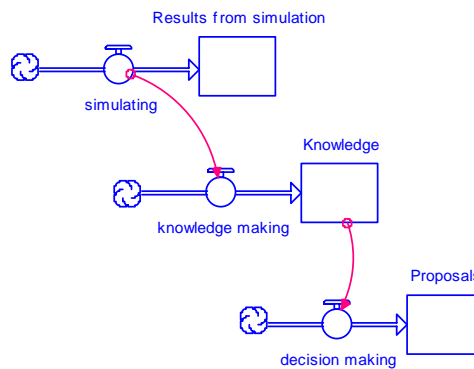 Results from simulation
simulating
Knowledge
knowledge making
Proposals
decision making